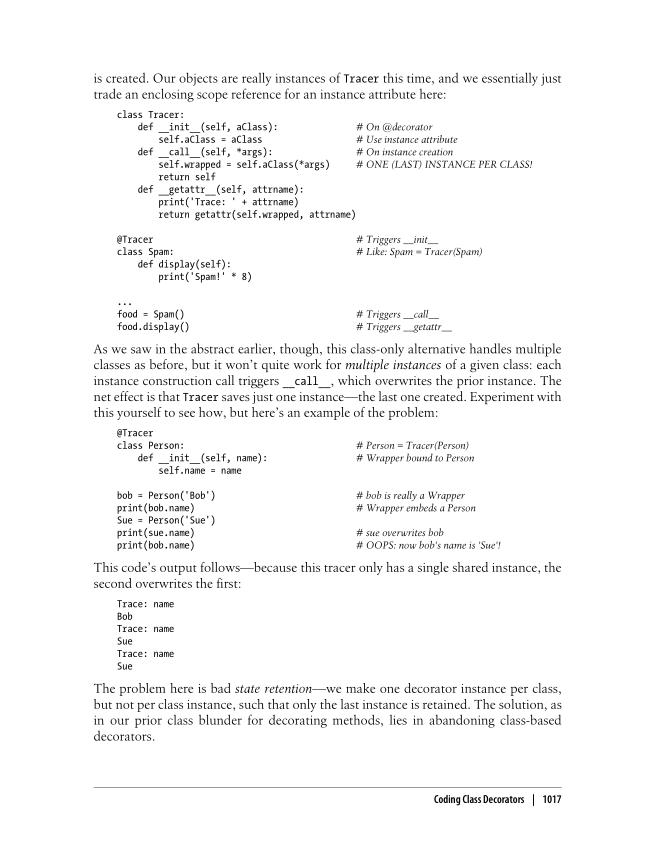 is created. Our objects are really instances of Tracer this time, and we essentially just
trade an enclosing scope reference for an instance attribute here:
class Tracer:
    def __init__(self, aClass):                # On @decorator
        self.aClass = aClass                   # Use instance attribute
    def __call__(self, *args):                 # On instance creation
        self.wrapped = self.aClass(*args)      # ONE (LAST) INSTANCE PER CLASS!
        return self
    def __getattr__(self, attrname):
        print('Trace: ' + attrname)
        return getattr(self.wrapped, attrname)
@Tracer                                        # Triggers __init__
class Spam:                                    # Like: Spam = Tracer(Spam)
    def display(self):
        print('Spam!' * 8)
...
food = Spam()                                  # Triggers __call__
food.display()                                 # Triggers __getattr__
As we saw in the abstract earlier, though, this class-only alternative handles multiple
classes as before, but it won't quite work for multiple instances of a given class: each
instance construction call triggers __call__, which overwrites the prior instance. The
net effect is that Tracer saves just one instance—the last one created. Experiment with
this yourself to see how, but here's an example of the problem:
@Tracer
class Person:                                  # Person = Tracer(Person)
    def __init__(self, name):                  # Wrapper bound to Person
        self.name = name
bob = Person('Bob')                            # bob is really a Wrapper
print(bob.name)                                # Wrapper embeds a Person
Sue = Person('Sue')
print(sue.name)                                # sue overwrites bob
print(bob.name)                                # OOPS: now bob's name is 'Sue'!
This code's output follows—because this tracer only has a single shared instance, the
second overwrites the first:
Trace: name
Bob
Trace: name
Sue
Trace: name
Sue
The problem here is bad state retention—we make one decorator instance per class,
but not per class instance, such that only the last instance is retained. The solution, as
in our prior class blunder for decorating methods, lies in abandoning class-based
decorators.
Coding Class Decorators | 1017